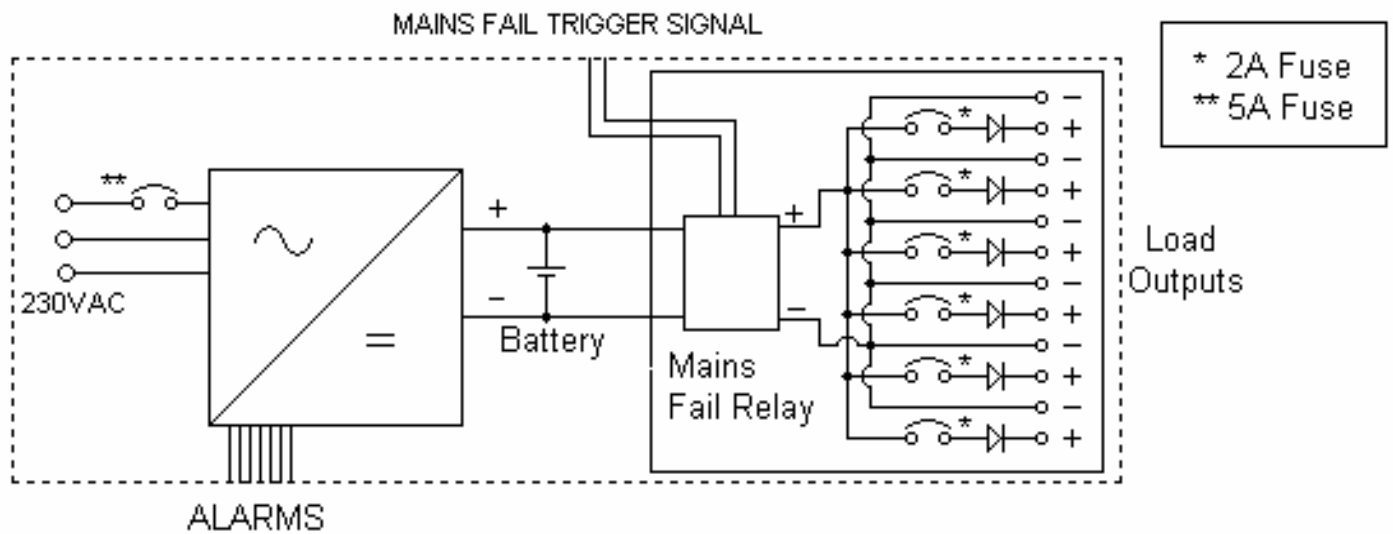 MAINS FAIL TRIGGER SIGNAL
* 2A Fuse
** 5A Fuse
**
230VAC
+
−
Battery
ALARMS
+
−
Mains
Fail Relay
−
* +
−
* +
−
* +
−
* +
−
* +
−
* +
Load
Outputs